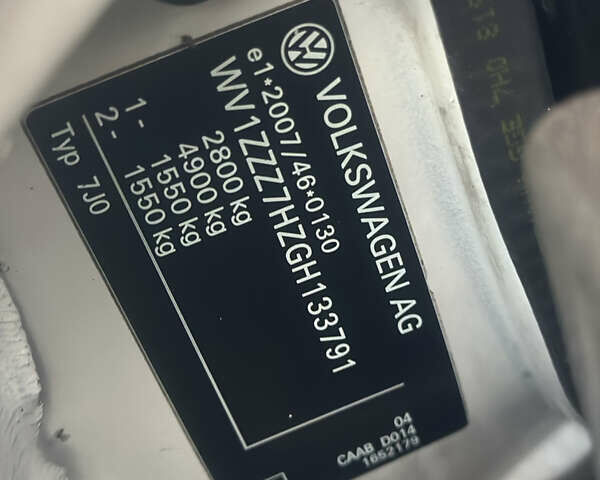 VOLKSWAGEN AG
e1*2007/46*0130
WV1ZZZ7HZGH133791
2800 kg
4900 kg
1- 1550 kg
2- 1550 kg
Typ 7J0
04
CAAB D014
1652179